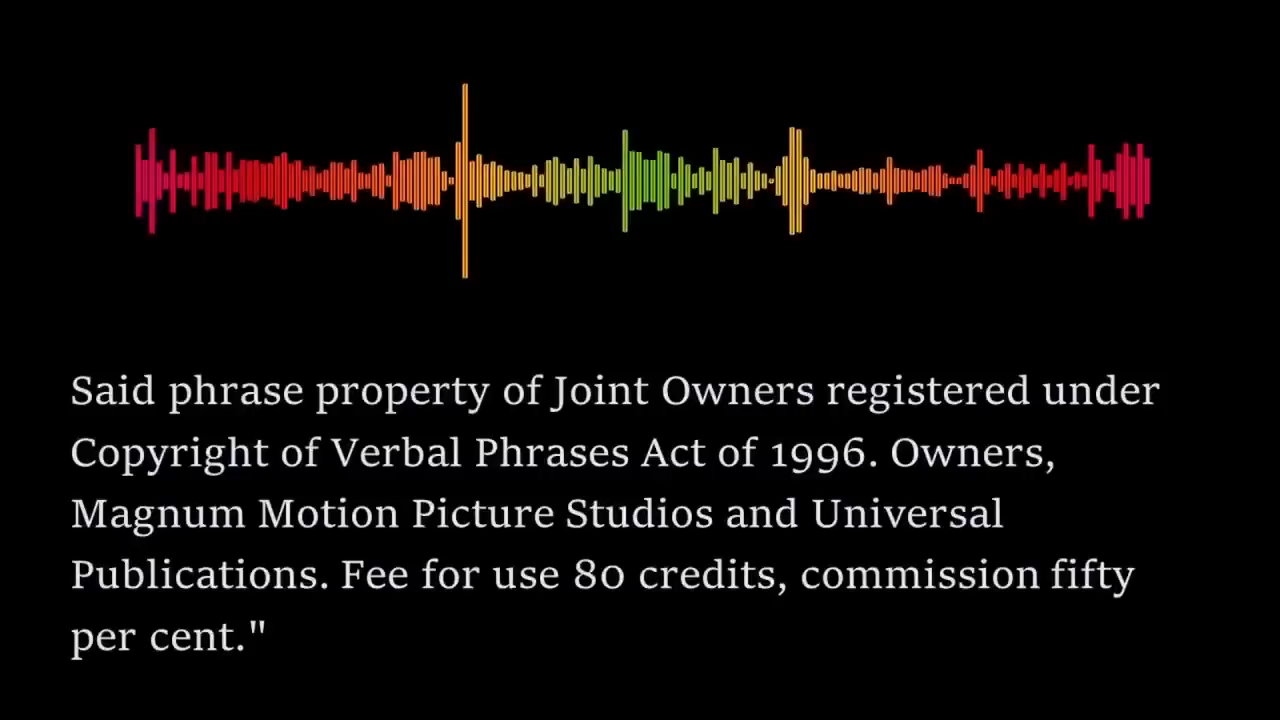 Said phrase property of Joint Owners registered under
Copyright of Verbal Phrases Act of 1996. Owners,
Magnum Motion Picture Studios and Universal
Publications. Fee for use 80 credits, commission fifty
per cent."